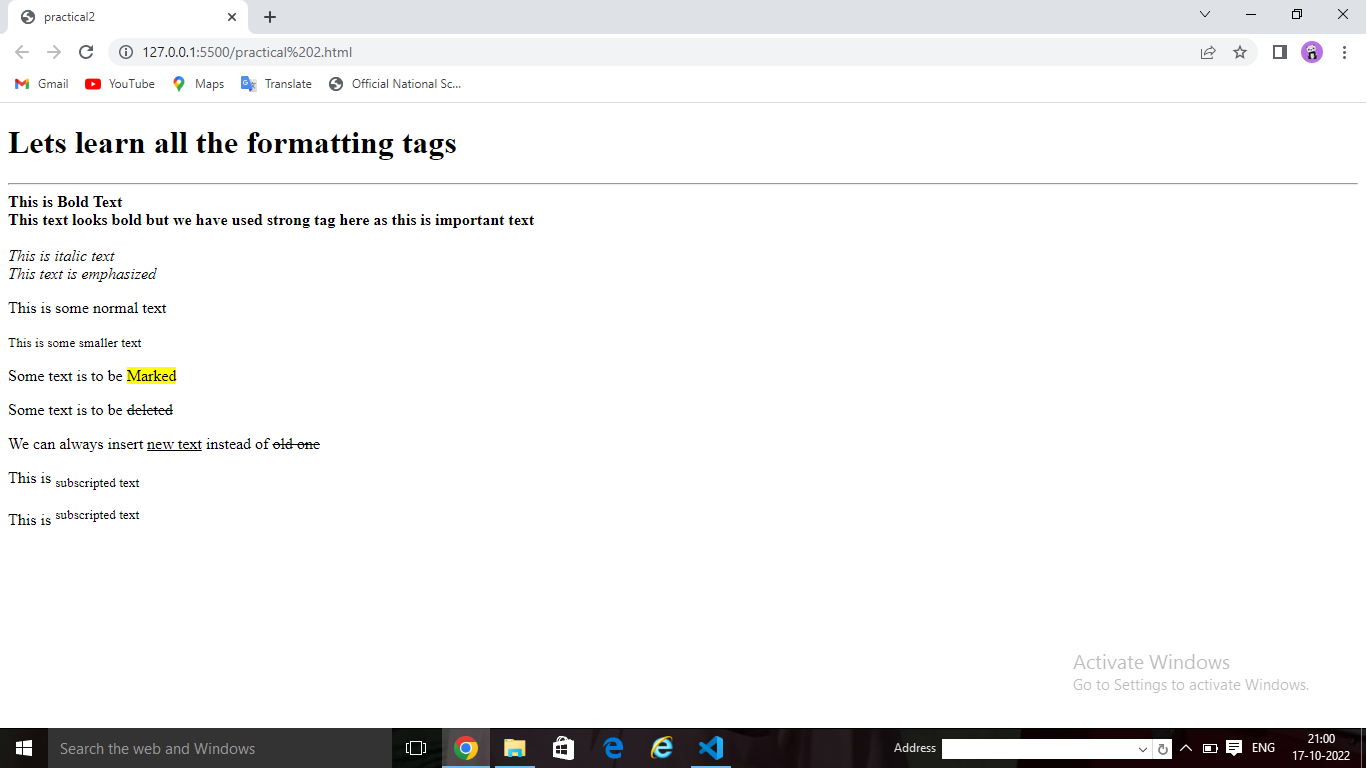 practical2
127.0.0.1:5500/practical%202.html
Gmail YouTube Maps Translate Official National Sc...
Lets learn all the formatting tags
This is Bold Text
This text looks bold but we have used strong tag here as this is important text
This is italic text
This text is emphasized
This is some normal text
This is some smaller text
Some text is to be Marked
Some text is to be deleted
We can always insert new text instead of old one
This is subscripted text
This is subscripted text
Activate Windows
Go to Settings to activate Windows.
Search the web and Windows
Address
ENG
21:00
17-10-2022